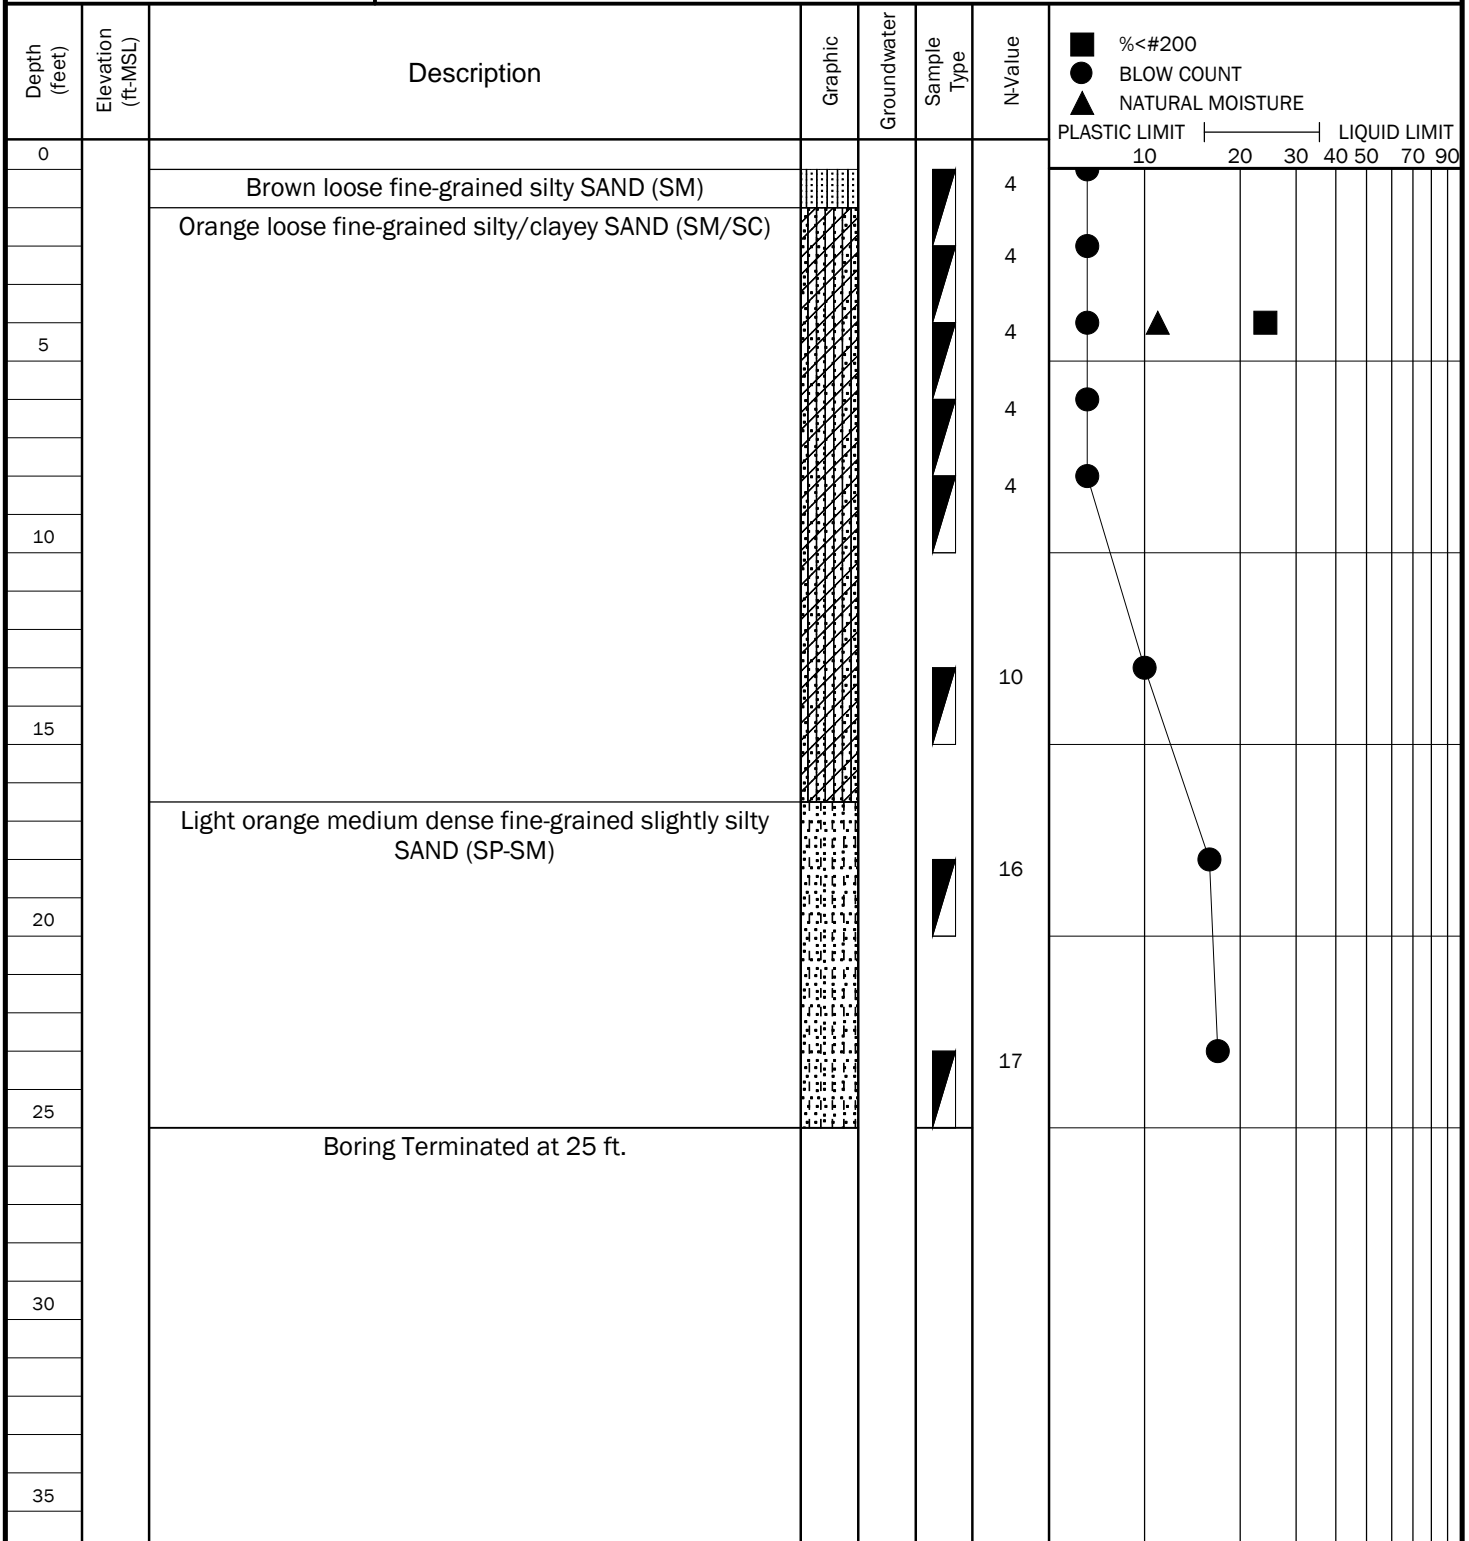 Depth
(feet)
Elevation
(ft-MSL)
Description
Graphic
Groundwater
Sample
Type
N-Value
%<#200
BLOW COUNT
NATURAL MOISTURE
PLASTIC LIMIT LIQUID LIMIT
10 20 30 40 50 70 90
0
Brown loose fine-grained silty SAND (SM)
4
Orange loose fine-grained silty/clayey SAND (SM/SC)
4
5
4
4
4
10
10
15
Light orange medium dense fine-grained slightly silty
SAND (SP-SM)
16
20
17
25
Boring Terminated at 25 ft.
30
35